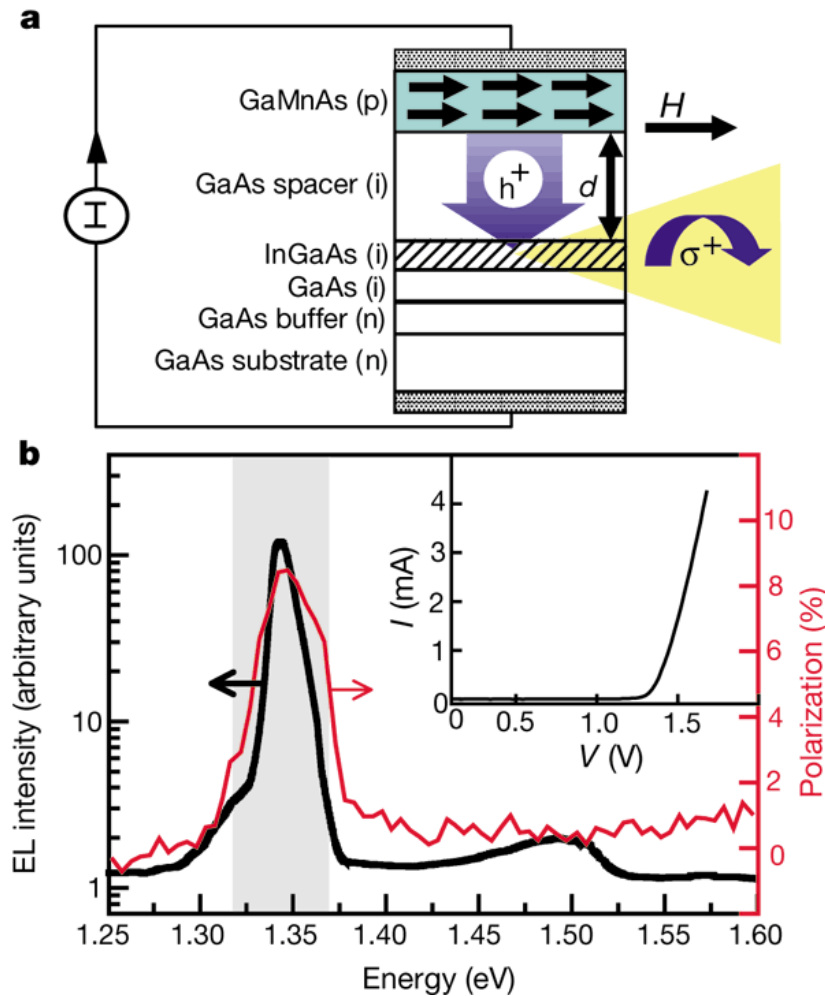 a
GaMnAs (p)
H
GaAs spacer (i)
h+
d
I
InGaAs (i)
σ+
GaAs (i)
GaAs buffer (n)
GaAs substrate (n)
b
EL intensity (arbitrary units)
100
10
1
I (mA)
4
3
2
1
0
0
0.5
1.0
1.5
V (V)
Polarization (%)
10
8
6
4
2
0
1.25
1.30
1.35
1.40
1.45
1.50
1.55
1.60
Energy (eV)